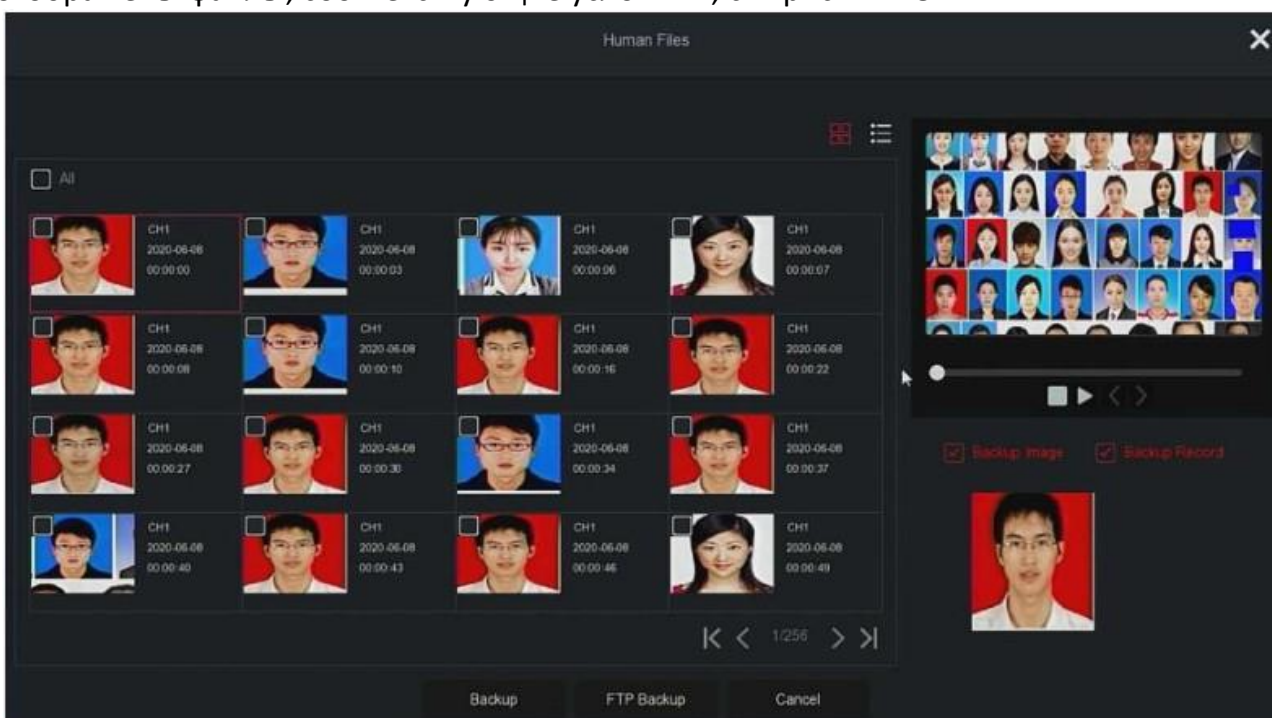 Human Files
All
CH1
2020-06-08
00:00:00
CH1
2020-06-08
00:00:03
CH1
2020-06-08
00:00:06
CH1
2020-06-08
00:00:07
CH1
2020-06-08
00:00:08
CH1
2020-06-08
00:00:10
CH1
2020-06-08
00:00:16
CH1
2020-06-08
00:00:22
CH1
2020-06-08
00:00:27
CH1
2020-06-08
00:00:30
CH1
2020-06-08
00:00:34
CH1
2020-06-08
00:00:37
CH1
2020-06-08
00:00:40
CH1
2020-06-08
00:00:43
CH1
2020-06-08
00:00:46
CH1
2020-06-08
00:00:49
1/256
Backup Image
Backup Record
Backup
FTP Backup
Cancel